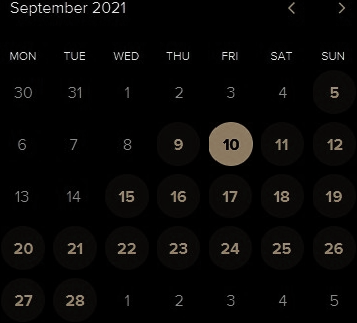 September 2021
MON TUE WED THU FRI SAT SUN
30 31 1 2 3 4 5
6 7 8 9 10 11 12
13 14 15 16 17 18 19
20 21 22 23 24 25 26
27 28 1 2 3 4 5